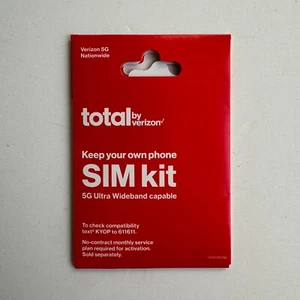 Verizon 5G
Nationwide
total by verizon
Keep your own phone
SIM kit
5G Ultra Wideband capable
To check compatibility
text* KYOP to 611611.
No-contract monthly service
plan required for activation.
Sold separately.